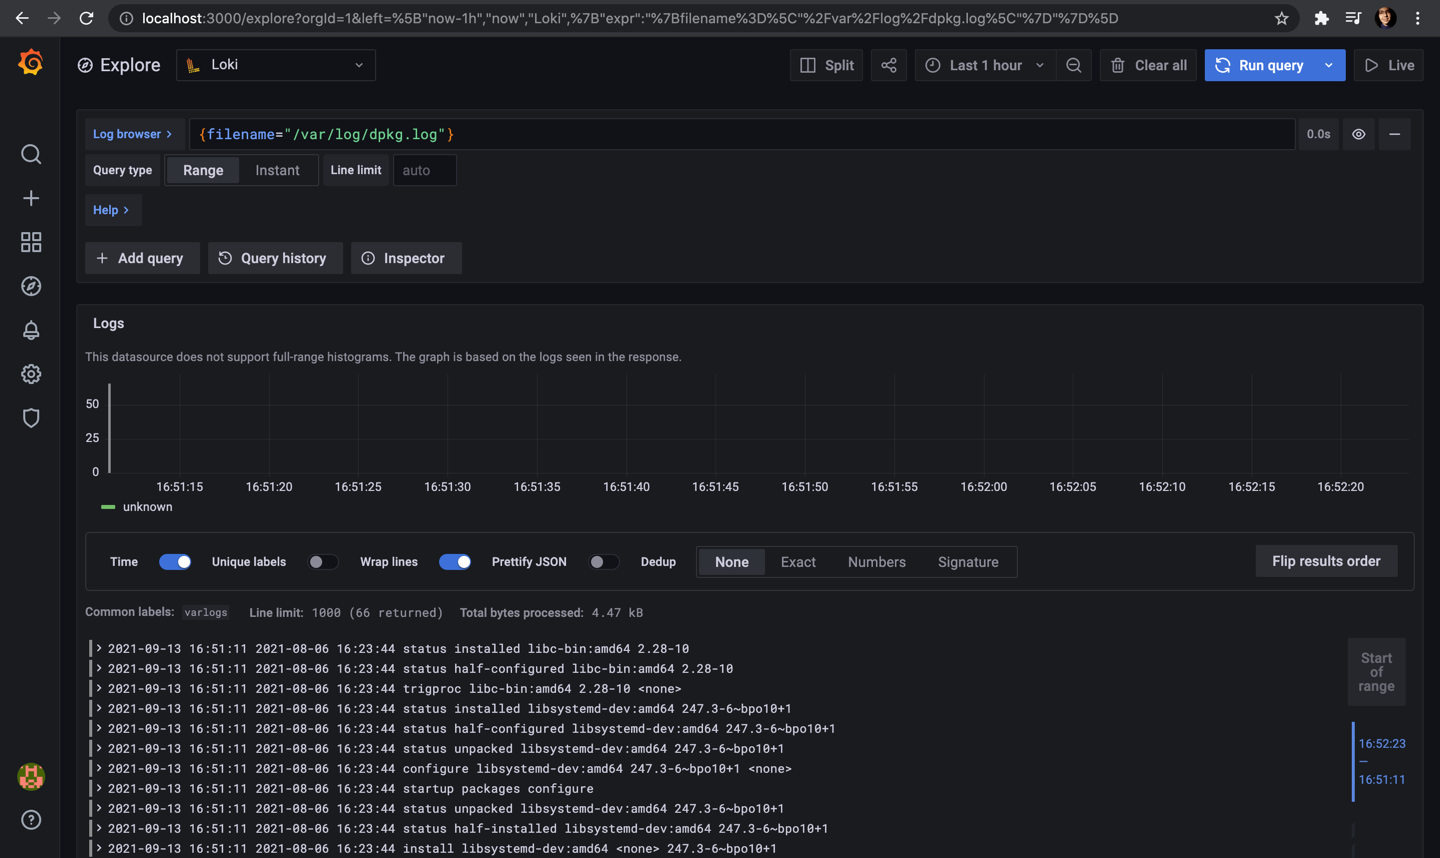 localhost:3000/explore?orgId=1&left=%5B"now-1h","now","Loki",%7B"expr":"%7Bfilename%3D%5C"%2Fvar%2Flog%2Fdpkg.log%5C"%7D"%7D%5D
Explore Loki Split Last 1 hour Clear all Run query Live
Log browser > {filename="/var/log/dpkg.log"} 0.0s
Query type Range Instant Line limit auto
Help >
+ Add query Query history Inspector
Logs
This datasource does not support full-range histograms. The graph is based on the logs seen in the response.
50
25
0
16:51:15 16:51:20 16:51:25 16:51:30 16:51:35 16:51:40 16:51:45 16:51:50 16:51:55 16:52:00 16:52:05 16:52:10 16:52:15 16:52:20
unknown
Time Unique labels Wrap lines Prettify JSON Dedup None Exact Numbers Signature Flip results order
Common labels: varlogs Line limit: 1000 (66 returned) Total bytes processed: 4.47 kB
> 2021-09-13 16:51:11 2021-08-06 16:23:44 status installed libc-bin:amd64 2.28-10
> 2021-09-13 16:51:11 2021-08-06 16:23:44 status half-configured libc-bin:amd64 2.28-10
> 2021-09-13 16:51:11 2021-08-06 16:23:44 trigproc libc-bin:amd64 2.28-10 <none>
> 2021-09-13 16:51:11 2021-08-06 16:23:44 status installed libsystemd-dev:amd64 247.3-6~bpo10+1
> 2021-09-13 16:51:11 2021-08-06 16:23:44 status half-configured libsystemd-dev:amd64 247.3-6~bpo10+1
> 2021-09-13 16:51:11 2021-08-06 16:23:44 status unpacked libsystemd-dev:amd64 247.3-6~bpo10+1
> 2021-09-13 16:51:11 2021-08-06 16:23:44 configure libsystemd-dev:amd64 247.3-6~bpo10+1 <none>
> 2021-09-13 16:51:11 2021-08-06 16:23:44 startup packages configure
> 2021-09-13 16:51:11 2021-08-06 16:23:44 status unpacked libsystemd-dev:amd64 247.3-6~bpo10+1
> 2021-09-13 16:51:11 2021-08-06 16:23:44 status half-installed libsystemd-dev:amd64 247.3-6~bpo10+1
> 2021-09-13 16:51:11 2021-08-06 16:23:44 install libsystemd-dev:amd64 <none> 247.3-6~bpo10+1
Start
of
range
16:52:23
—
16:51:11